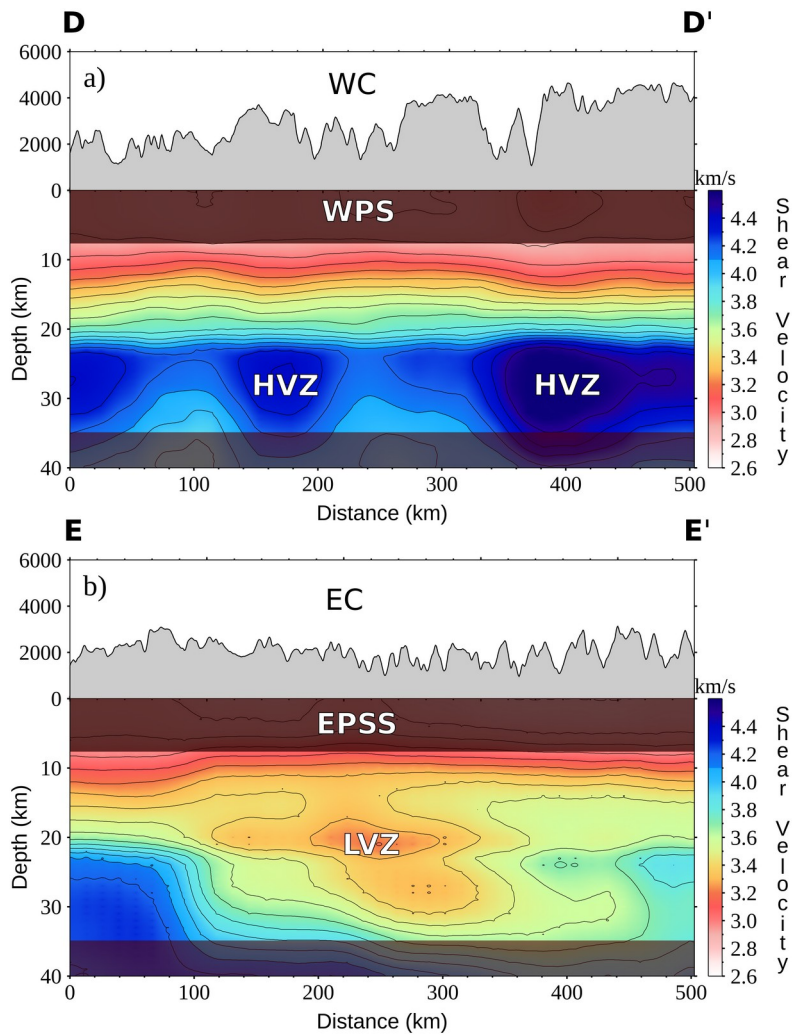 D D'
6000
a)
WC
4000
2000
km/s
0
WPS
4.4
4.2
4.0
3.8
3.6
3.4
3.2
3.0
2.8
2.6
Shear Velocity
10
20
30
40
Depth (km)
HVZ HVZ
0 100 200 300 400 500
Distance (km)
E E'
6000
b)
EC
4000
2000
km/s
0
EPSS
4.4
4.2
4.0
3.8
3.6
3.4
3.2
3.0
2.8
2.6
Shear Velocity
10
20
30
40
Depth (km)
LVZ
0 100 200 300 400 500
Distance (km)